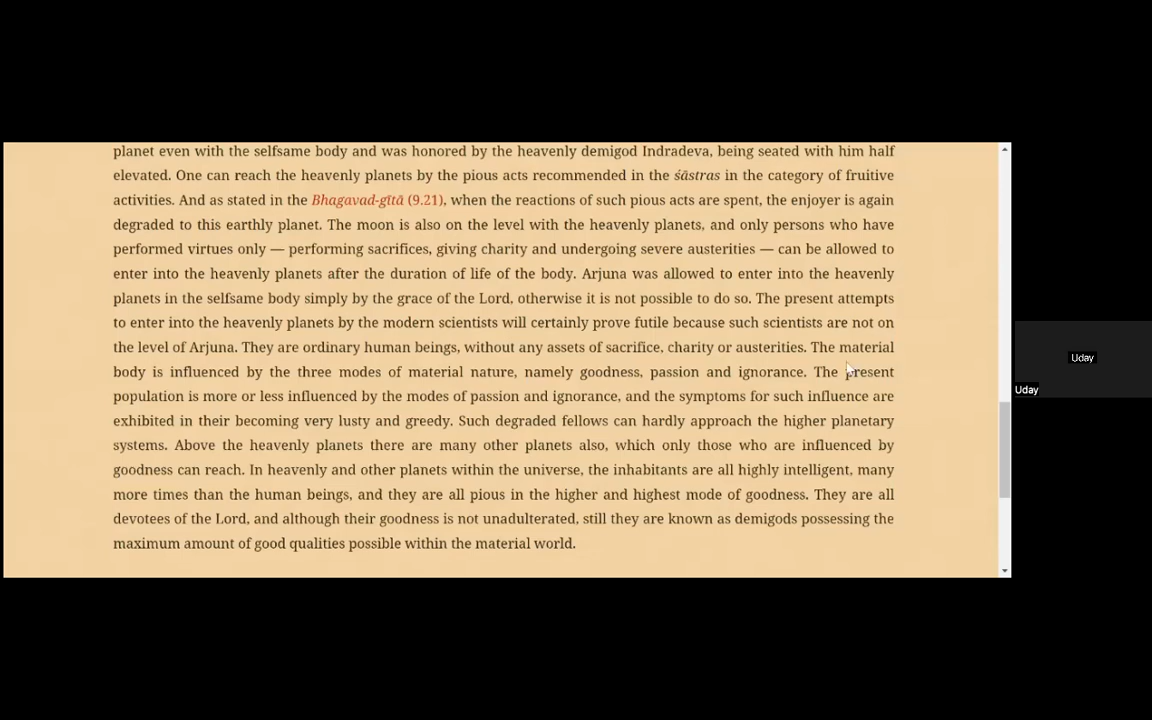 planet even with the selfsame body and was honored by the heavenly demigod Indradeva, being seated with him half
elevated. One can reach the heavenly planets by the pious acts recommended in the śāstras in the category of fruitive
activities. And as stated in the Bhagavad-gītā (9.21), when the reactions of such pious acts are spent, the enjoyer is again
degraded to this earthly planet. The moon is also on the level with the heavenly planets, and only persons who have
performed virtues only — performing sacrifices, giving charity and undergoing severe austerities — can be allowed to
enter into the heavenly planets after the duration of life of the body. Arjuna was allowed to enter into the heavenly
planets in the selfsame body simply by the grace of the Lord, otherwise it is not possible to do so. The present attempts
to enter into the heavenly planets by the modern scientists will certainly prove futile because such scientists are not on
the level of Arjuna. They are ordinary human beings, without any assets of sacrifice, charity or austerities. The material
body is influenced by the three modes of material nature, namely goodness, passion and ignorance. The present
population is more or less influenced by the modes of passion and ignorance, and the symptoms for such influence are
exhibited in their becoming very lusty and greedy. Such degraded fellows can hardly approach the higher planetary
systems. Above the heavenly planets there are many other planets also, which only those who are influenced by
goodness can reach. In heavenly and other planets within the universe, the inhabitants are all highly intelligent, many
more times than the human beings, and they are all pious in the higher and highest mode of goodness. They are all
devotees of the Lord, and although their goodness is not unadulterated, still they are known as demigods possessing the
maximum amount of good qualities possible within the material world.
Uday
Uday